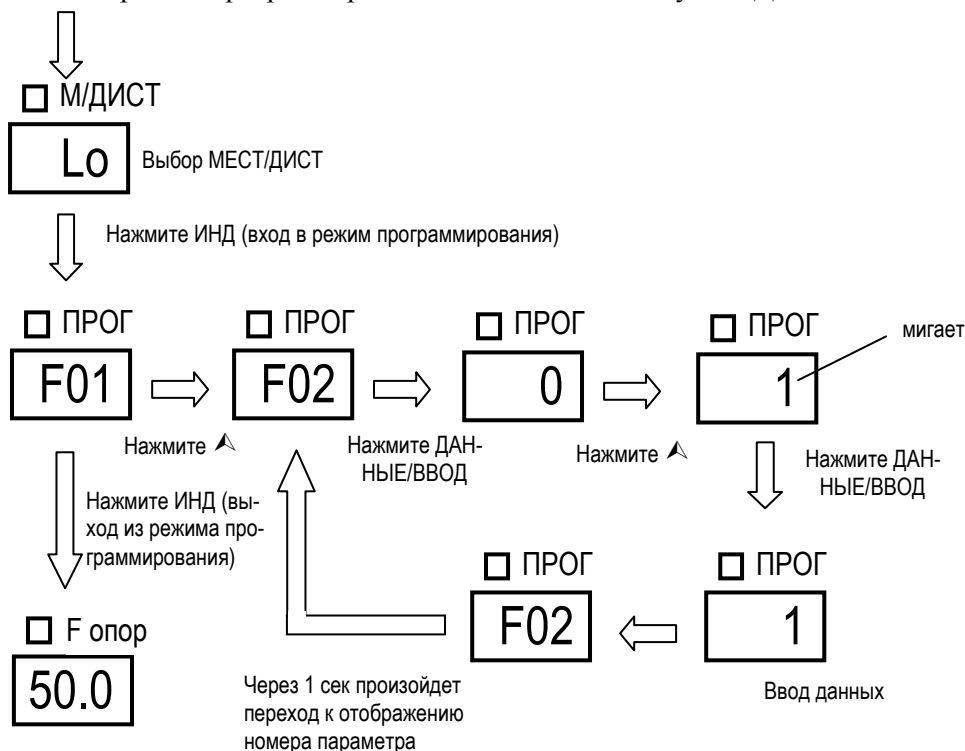 М/ДИСТ
Lo
Выбор МЕСТ/ДИСТ
Нажмите ИНД (вход в режим программирования)
ПРОГ
ПРОГ
ПРОГ
ПРОГ
мигает
F01
F02
0
1
Нажмите
Нажмите ДАН-
НЫЕ/ВВОД
Нажмите
Нажмите ДАН-
НЫЕ/ВВОД
Нажмите ИНД (вы-
ход из режима про-
граммирования)
ПРОГ
ПРОГ
F02
1
F опор
50.0
Через 1 сек произойдет
переход к отображению
номера параметра
Ввод данных